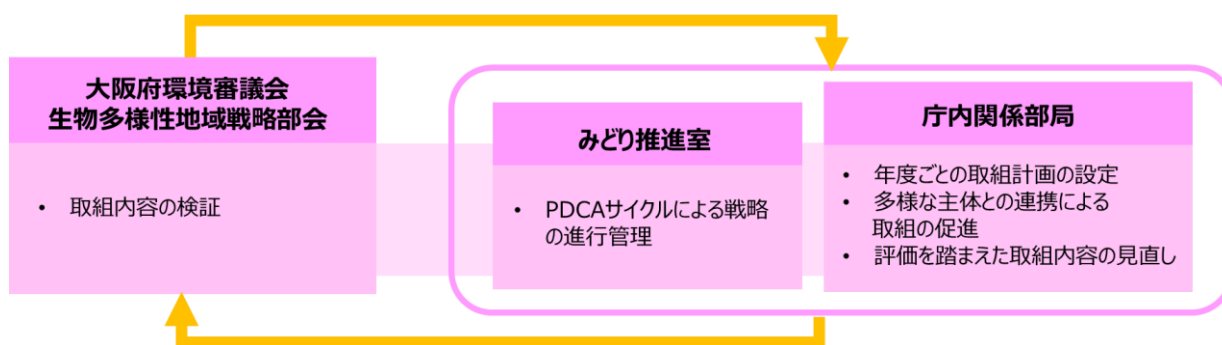 大阪府環境審議会
生物多様性地域戦略部会
• 取組内容の検証
みどり推進室
• PDCAサイクルによる戦略
の進行管理
庁内関係部局
• 年度ごとの取組計画の設定
• 多様な主体との連携による
取組の促進
• 評価を踏まえた取組内容の見直し